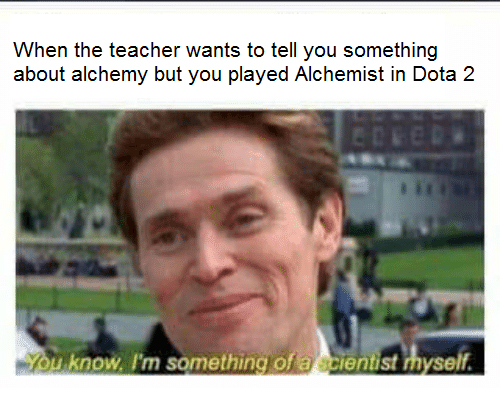 When the teacher wants to tell you something
about alchemy but you played Alchemist in Dota 2
You know, I'm something of a scientist myself.